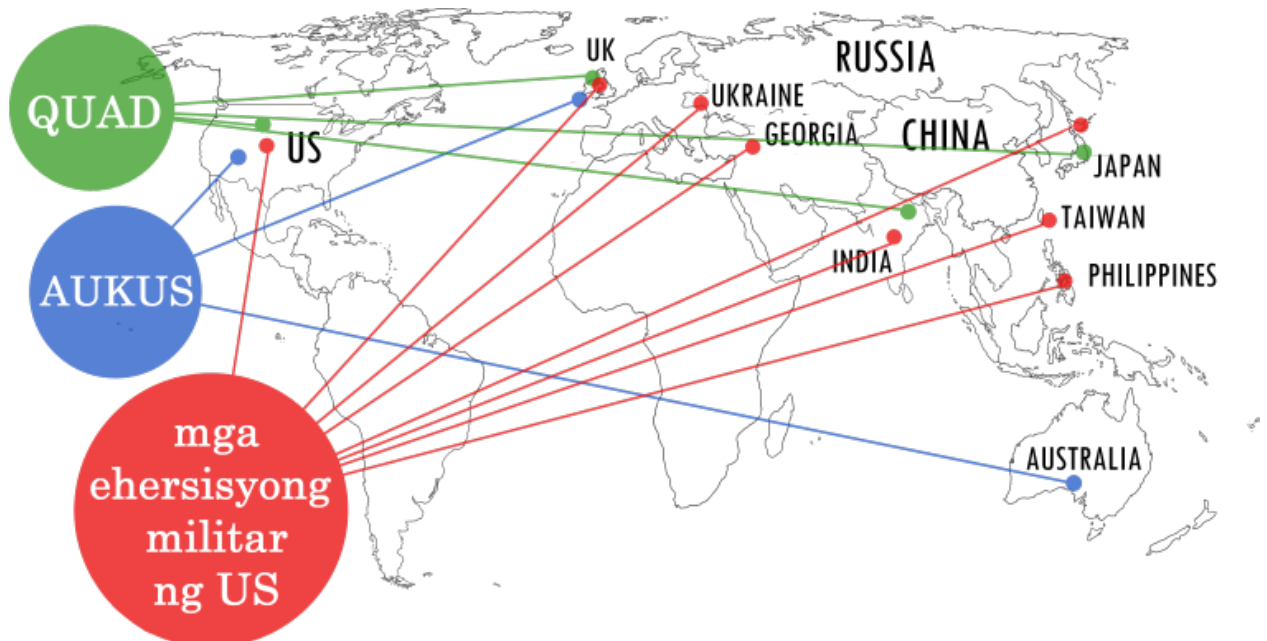 QUAD
AUKUS
mga
ehersisyong
militar
ng US
UK
US
UKRAINE
GEORGIA
RUSSIA
CHINA
JAPAN
TAIWAN
INDIA
PHILIPPINES
AUSTRALIA